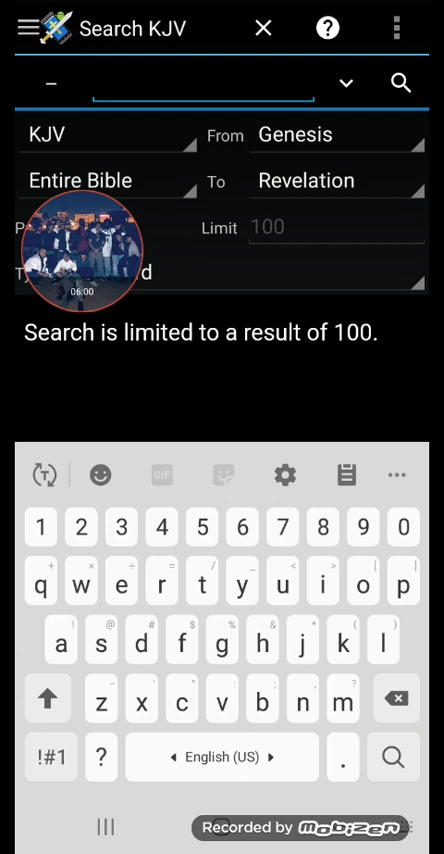 Search KJV
KJV From Genesis
Entire Bible To Revelation
Limit 100
06:00
Search is limited to a result of 100.
GIF
1 2 3 4 5 6 7 8 9 0
q w e r t y u i o p
a s d f g h j k l
z x c v b n m
!#1 ? English (US) .
Recorded by Mobizen